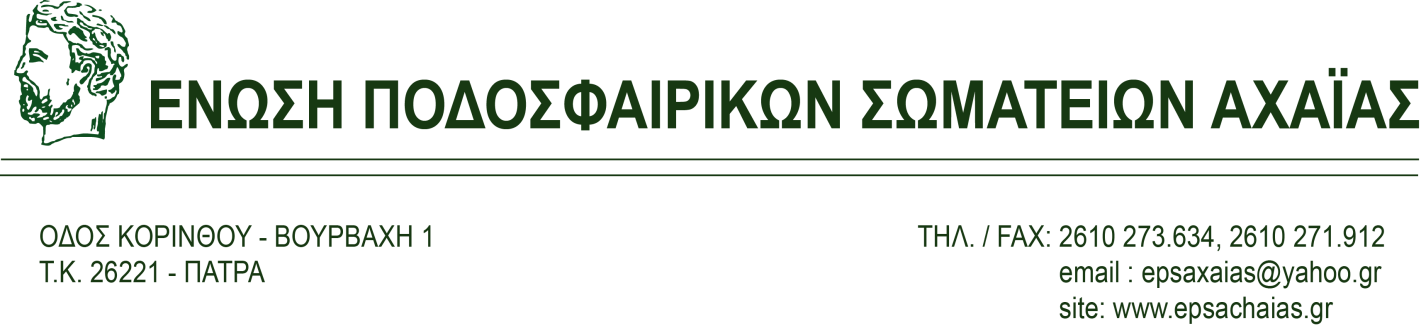 ΕΝΩΣΗ ΠΟΔΟΣΦΑΙΡΙΚΩΝ ΣΩΜΑΤΕΙΩΝ ΑΧΑΪΑΣ
ΟΔΟΣ ΚΟΡΙΝΘΟΥ - ΒΟΥΡΒΑΧΗ 1
Τ.Κ. 26221 - ΠΑΤΡΑ
ΤΗΛ. / FAX: 2610 273.634, 2610 271.912
email : epsaxaias@yahoo.gr
site: www.epsachaias.gr